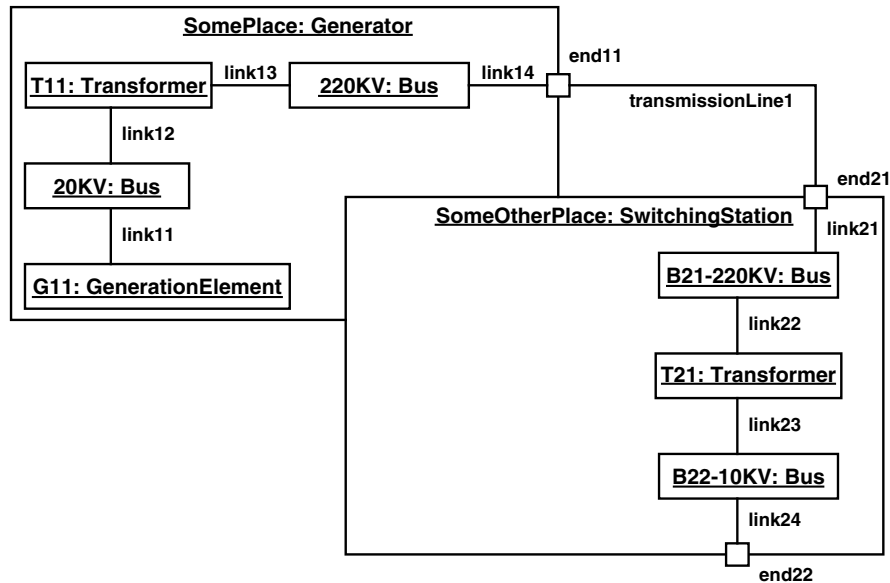 SomePlace: Generator
end11
T11: Transformer
link13
220KV: Bus
link14
transmissionLine1
link12
20KV: Bus
end21
SomeOtherPlace: SwitchingStation
link21
link11
G11: GenerationElement
B21-220KV: Bus
link22
T21: Transformer
link23
B22-10KV: Bus
link24
end22